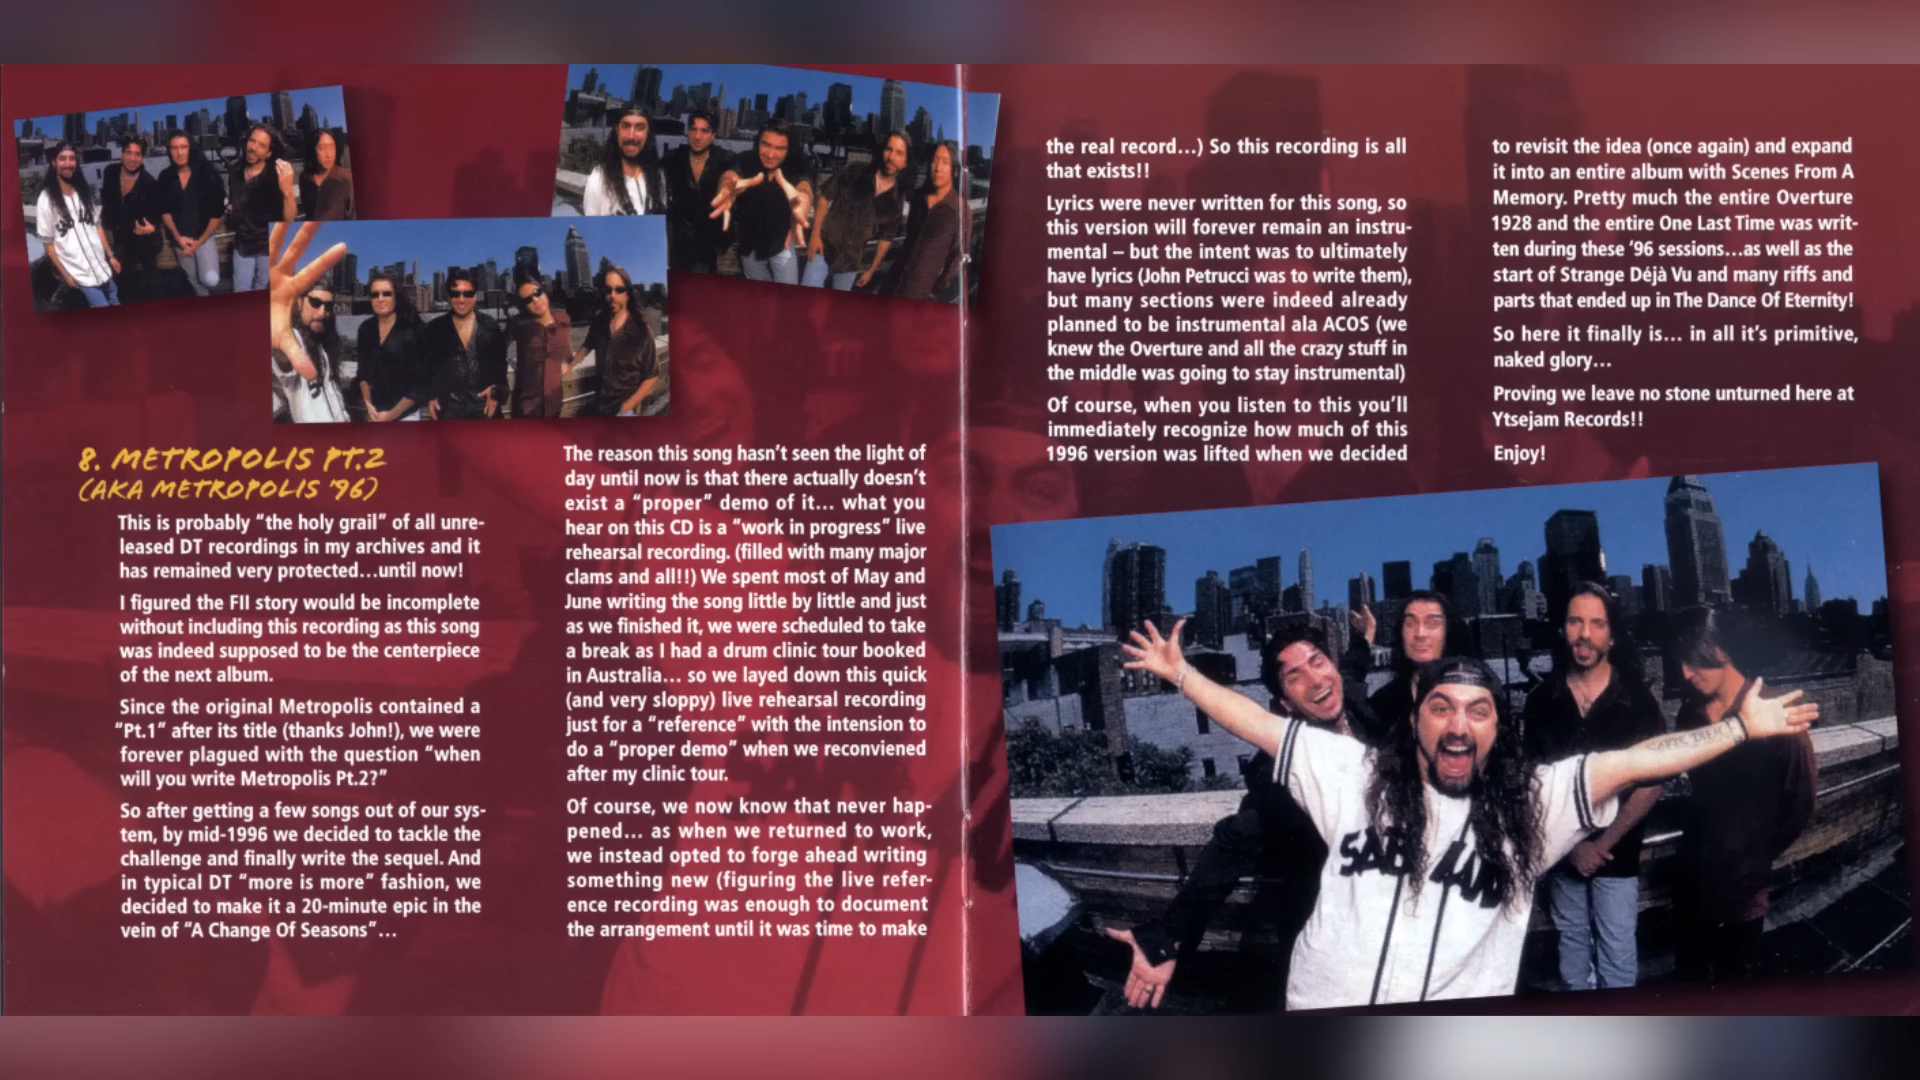 8. METROPOLIS PT.2
(AKA METROPOLIS '96)
This is probably "the holy grail" of all unre-
leased DT recordings in my archives and it
has remained very protected...until now!
I figured the FII story would be incomplete
without including this recording as this song
was indeed supposed to be the centerpiece
of the next album.
Since the original Metropolis contained a
"Pt.1" after its title (thanks John!), we were
forever plagued with the question "when
will you write Metropolis Pt.2?"
So after getting a few songs out of our sys-
tem, by mid-1996 we decided to tackle the
challenge and finally write the sequel. And
in typical DT "more is more" fashion, we
decided to make it a 20-minute epic in the
vein of "A Change Of Seasons"...
The reason this song hasn't seen the light of
day until now is that there actually doesn't
exist a "proper" demo of it... what you
hear on this CD is a "work in progress" live
rehearsal recording. (filled with many major
clams and all!!) We spent most of May and
June writing the song little by little and just
as we finished it, we were scheduled to take
a break as I had a drum clinic tour booked
in Australia... so we layed down this quick
(and very sloppy) live rehearsal recording
just for a "reference" with the intension to
do a "proper demo" when we reconviened
after my clinic tour.
Of course, we now know that never hap-
pened... as when we returned to work,
we instead opted to forge ahead writing
something new (figuring the live refer-
ence recording was enough to document
the arrangement until it was time to make
the real record...) So this recording is all
that exists!!
Lyrics were never written for this song, so
this version will forever remain an instru-
mental – but the intent was to ultimately
have lyrics (John Petrucci was to write them),
but many sections were indeed already
planned to be instrumental ala ACOS (we
knew the Overture and all the crazy stuff in
the middle was going to stay instrumental)
Of course, when you listen to this you'll
immediately recognize how much of this
1996 version was lifted when we decided
to revisit the idea (once again) and expand
it into an entire album with Scenes From A
Memory. Pretty much the entire Overture
1928 and the entire One Last Time was writ-
ten during these '96 sessions...as well as the
start of Strange Déjà Vu and many riffs and
parts that ended up in The Dance Of Eternity!
So here it finally is... in all it's primitive,
naked glory...
Proving we leave no stone unturned here at
Ytsejam Records!!
Enjoy!